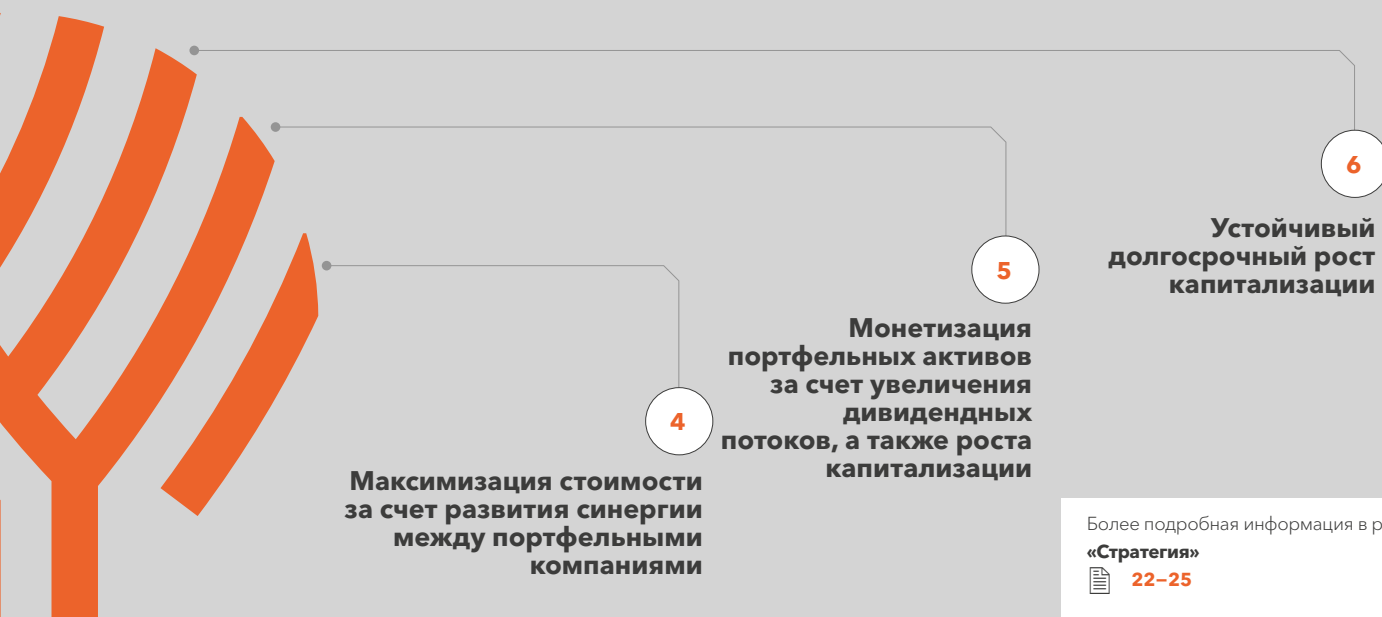 4
Максимизация стоимости
за счет развития синергии
между портфельными
компаниями
5
Монетизация
портфельных активов
за счет увеличения
дивидендных
потоков, а также роста
капитализации
6
Устойчивый
долгосрочный рост
капитализации
Более подробная информация в
«Стратегия»
22–25